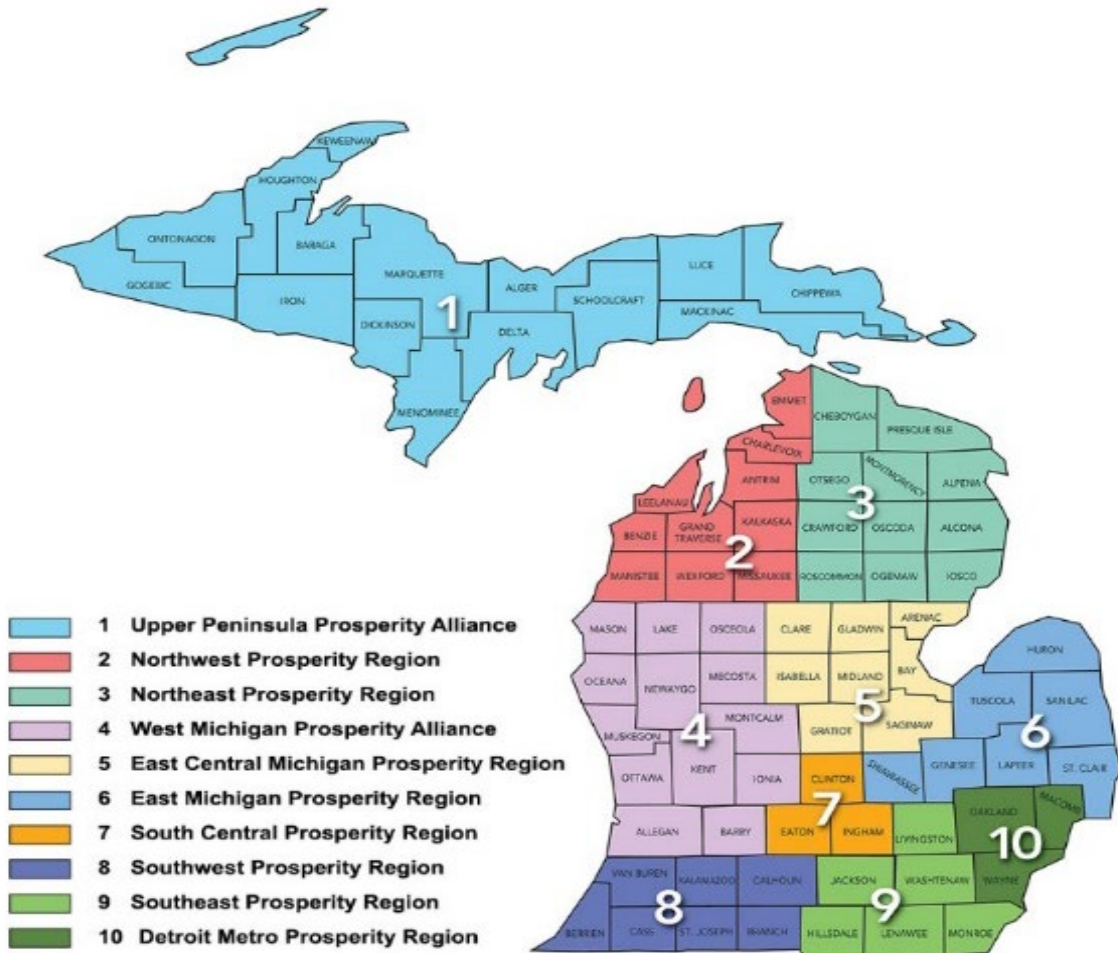 KEWEENAW
HOUGHTON
ONTONAGON
BARAGA
GOGEBIC
IRON
MARQUETTE
1
DICKINSON
MENOMINEE
ALGER
DELTA
SCHOOLCRAFT
LUCE
MACKINAC
CHIPPEWA
EMMET
CHARLEVOIX
ANTRIM
LEELANAU
BENZIE
GRAND
TRAVERSE
KALKASKA
2
MANISTEE
WEXFORD
MISSAUKEE
CHEBOYGAN
PRESQUE ISLE
OTSEGO
MONTMORENCY
ALPENA
3
CRAWFORD
OSCODA
ALCONA
ROSCOMMON
OGEMAW
IOSCO
MASON
LAKE
OSCEOLA
OCEANA
NEWAYGO
MECOSTA
MUSKEGON
4
MONTCALM
OTTAWA
KENT
IONIA
ALLEGAN
BARRY
CLARE
GLADWIN
ARENAC
ISABELLA
MIDLAND
BAY
5
GRATIOT
SAGINAW
HURON
TUSCOLA
SANILAC
6
SHIAWASSEE
GENESEE
LAPEER
ST. CLAIR
CLINTON
7
EATON
INGHAM
VAN BUREN
KALAMAZOO
CALHOUN
8
BERRIEN
CASS
ST. JOSEPH
BRANCH
LIVINGSTON
JACKSON
WASHTENAW
9
HILLSDALE
LENAWEE
MONROE
OAKLAND
MACOMB
10
WAYNE
1 Upper Peninsula Prosperity Alliance
2 Northwest Prosperity Region
3 Northeast Prosperity Region
4 West Michigan Prosperity Alliance
5 East Central Michigan Prosperity Region
6 East Michigan Prosperity Region
7 South Central Prosperity Region
8 Southwest Prosperity Region
9 Southeast Prosperity Region
10 Detroit Metro Prosperity Region